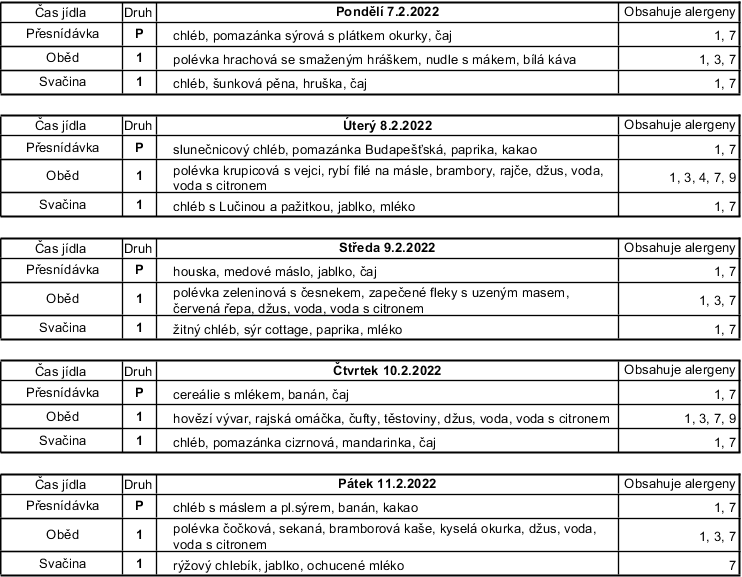 Čas jídla Druh Pondělí 7.2.2022 Obsahuje alergeny
Přesnídávka P chléb, pomazánka sýrová s plátkem okurky, čaj 1, 7
Oběd 1 polévka hrachová se smaženým hráškem, nudle s mákem, bílá káva 1, 3, 7
Svačina 1 chléb, šunková pěna, hruška, čaj 1, 7
Čas jídla Druh Úterý 8.2.2022 Obsahuje alergeny
Přesnídávka P slunečnicový chléb, pomazánka Budapešťská, paprika, kakao 1, 7
Oběd 1 polévka krupicová s vejci, rybí filé na másle, brambory, rajče, džus, voda, 1, 3, 4, 7, 9
voda s citronem
Svačina 1 chléb s Lučinou a pažitkou, jablko, mléko 1, 7
Čas jídla Druh Středa 9.2.2022 Obsahuje alergeny
Přesnídávka P houska, medové máslo, jablko, čaj 1, 7
Oběd 1 polévka zeleninová s česnekem, zapečené fleky s uzeným masem, 1, 3, 7
červená řepa, džus, voda, voda s citronem
Svačina 1 žitný chléb, sýr cottage, paprika, mléko 1, 7
Čas jídla Druh Čtvrtek 10.2.2022 Obsahuje alergeny
Přesnídávka P cereálie s mlékem, banán, čaj 1, 7
Oběd 1 hovězí vývar, rajská omáčka, čufty, těstoviny, džus, voda, voda s citronem 1, 3, 7, 9
Svačina 1 chléb, pomazánka cizrnová, mandarinka, čaj 1, 7
Čas jídla Druh Pátek 11.2.2022 Obsahuje alergeny
Přesnídávka P chléb s máslem a pl.sýrem, banán, kakao 1, 7
Oběd 1 polévka čočková, sekaná, bramborová kaše, kyselá okurka, džus, voda, 1, 3, 7
voda s citronem
Svačina 1 rýžový chlebík, jablko, ochucené mléko 7